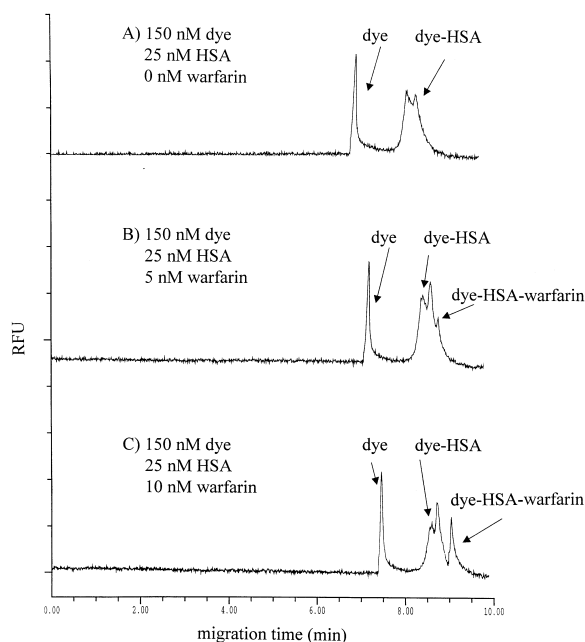 A) 150 nM dye
25 nM HSA
0 nM warfarin
dye
dye-HSA
B) 150 nM dye
25 nM HSA
5 nM warfarin
dye
dye-HSA
dye-HSA-warfarin
RFU
C) 150 nM dye
25 nM HSA
10 nM warfarin
dye
dye-HSA
dye-HSA-warfarin
0.00 2.00 4.00 6.00 8.00 10.00
migration time (min)